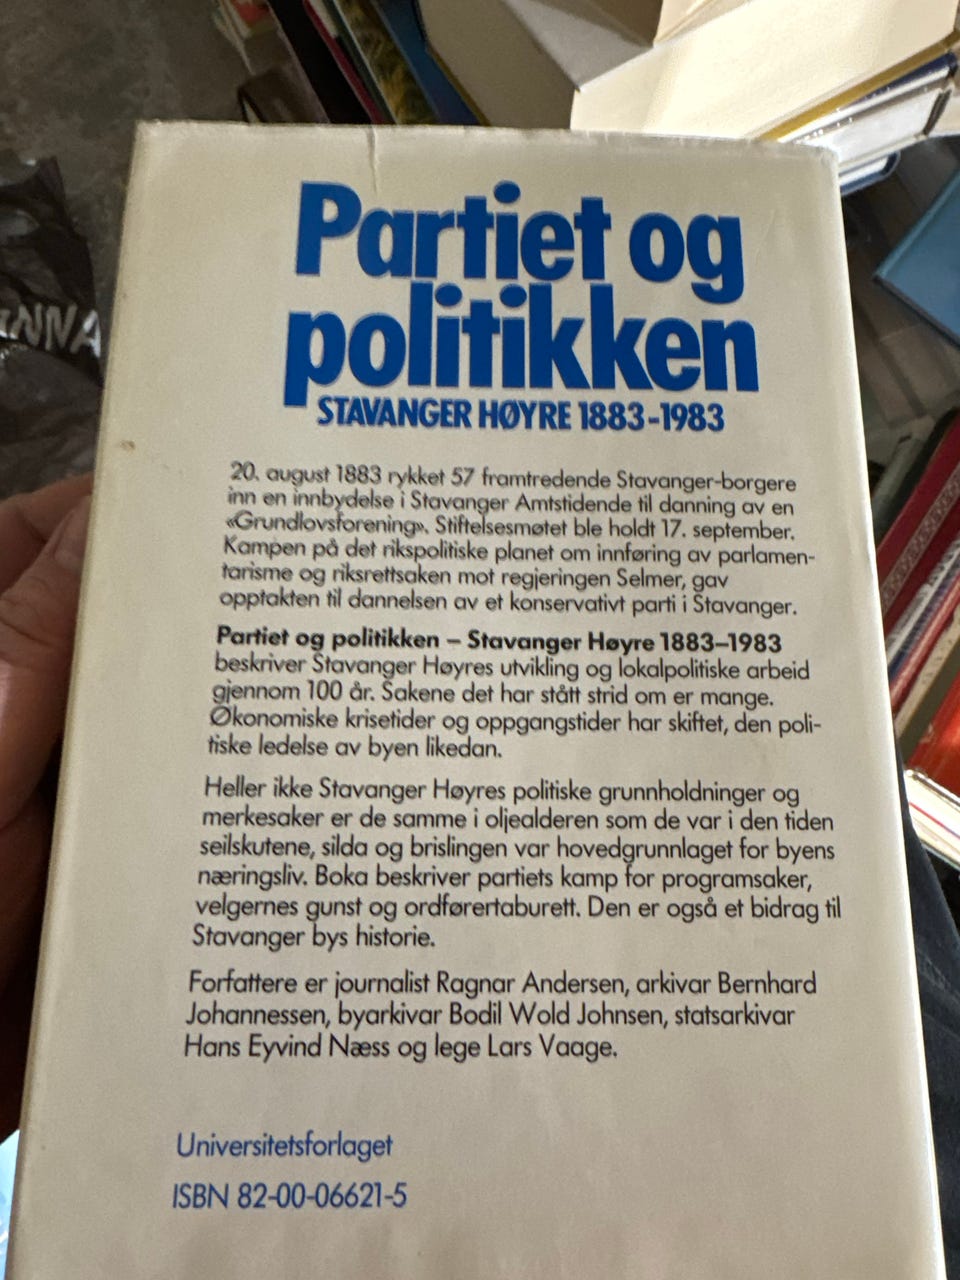 Partiet og
politikken
STAVANGER HØYRE 1883-1983
20. august 1883 rykket 57 framtredende Stavanger-borgere
inn en innbydelse i Stavanger Amtstidende til danning av en
«Grundlovsforening». Stiftelsesmøtet ble holdt 17. september.
Kampen på det rikspolitiske planet om innføring av parlamen-
tarisme og riksrettsaken mot regjeringen Selmer, gav
opptakten til dannelsen av et konservativt parti i Stavanger.
Partiet og politikken – Stavanger Høyre 1883–1983
beskriver Stavanger Høyres utvikling og lokalpolitiske arbeid
gjennom 100 år. Sakene det har stått strid om er mange.
Økonomiske krisetider og oppgangstider har skiftet, den poli-
tiske ledelse av byen likedan.
Heller ikke Stavanger Høyres politiske grunnholdninger og
merkesaker er de samme i oljealderen som de var i den tiden
seilskutene, silda og brislingen var hovedgrunnlaget for byens
næringsliv. Boka beskriver partiets kamp for programsaker,
velgernes gunst og ordførertaburett. Den er også et bidrag til
Stavanger bys historie.
Forfattere er journalist Ragnar Andersen, arkivar Bernhard
Johannessen, byarkivar Bodil Wold Johnsen, statsarkivar
Hans Eyvind Næss og lege Lars Vaage.
Universitetsforlaget
ISBN 82-00-06621-5